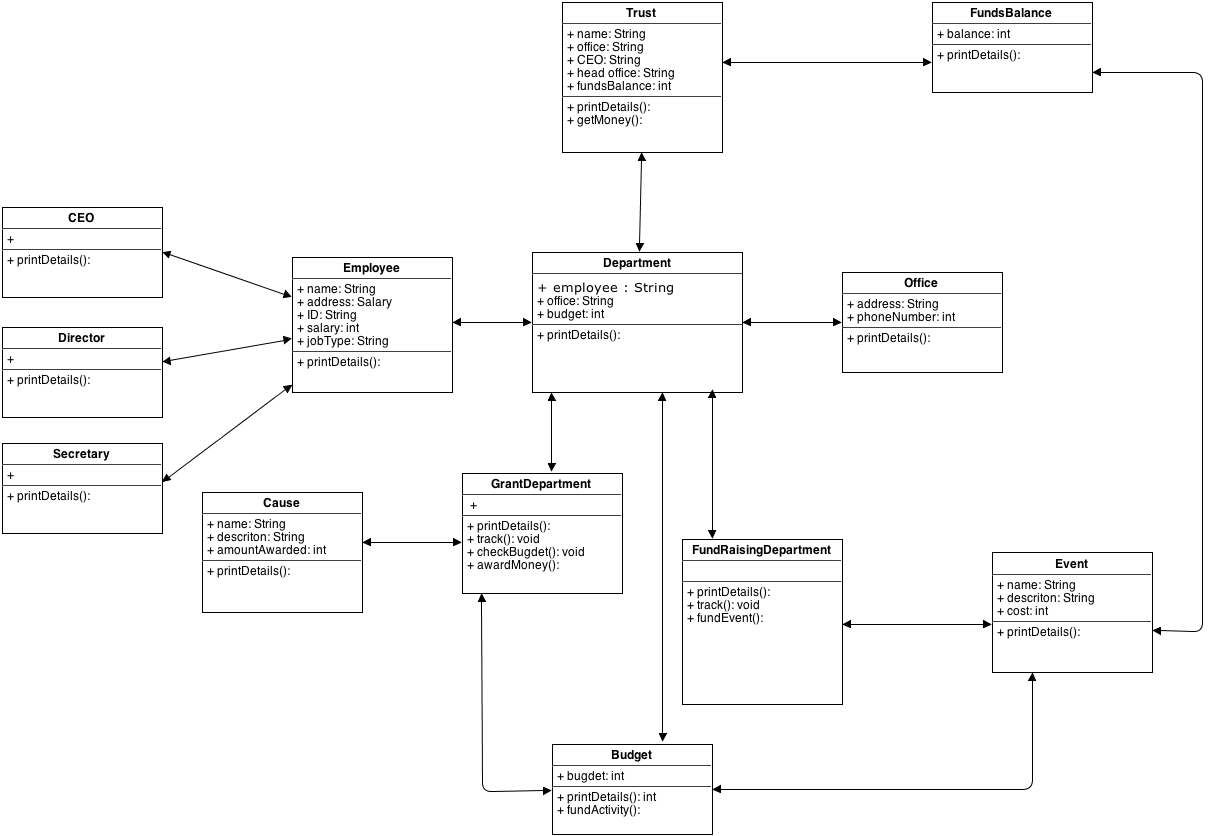 Trust
+ name: String
+ office: String
+ CEO: String
+ head office: String
+ fundsBalance: int
+ printDetails():
+ getMoney():
FundsBalance
+ balance: int
+ printDetails():
CEO
+
+ printDetails():
Director
+
+ printDetails():
Secretary
+
+ printDetails():
Employee
+ name: String
+ address: Salary
+ ID: String
+ salary: int
+ jobType: String
+ printDetails():
Department
+ employee : String
+ office: String
+ budget: int
+ printDetails():
Office
+ address: String
+ phoneNumber: int
+ printDetails():
Cause
+ name: String
+ descriton: String
+ amountAwarded: int
+ printDetails():
GrantDepartment
+
+ printDetails():
+ track(): void
+ checkBugdet(): void
+ awardMoney():
FundRaisingDepartment
+ printDetails():
+ track(): void
+ fundEvent():
Event
+ name: String
+ descriton: String
+ cost: int
+ printDetails():
Budget
+ bugdet: int
+ printDetails(): int
+ fundActivity():